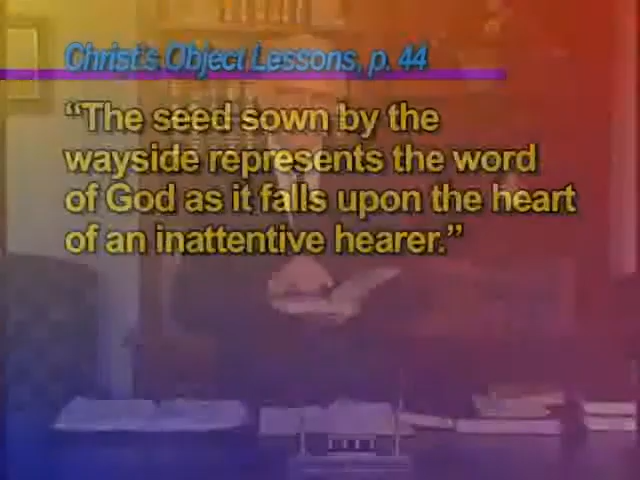 Christ's Object Lessons, p. 44
“The seed sown by the
wayside represents the word
of God as it falls upon the heart
of an inattentive hearer.”